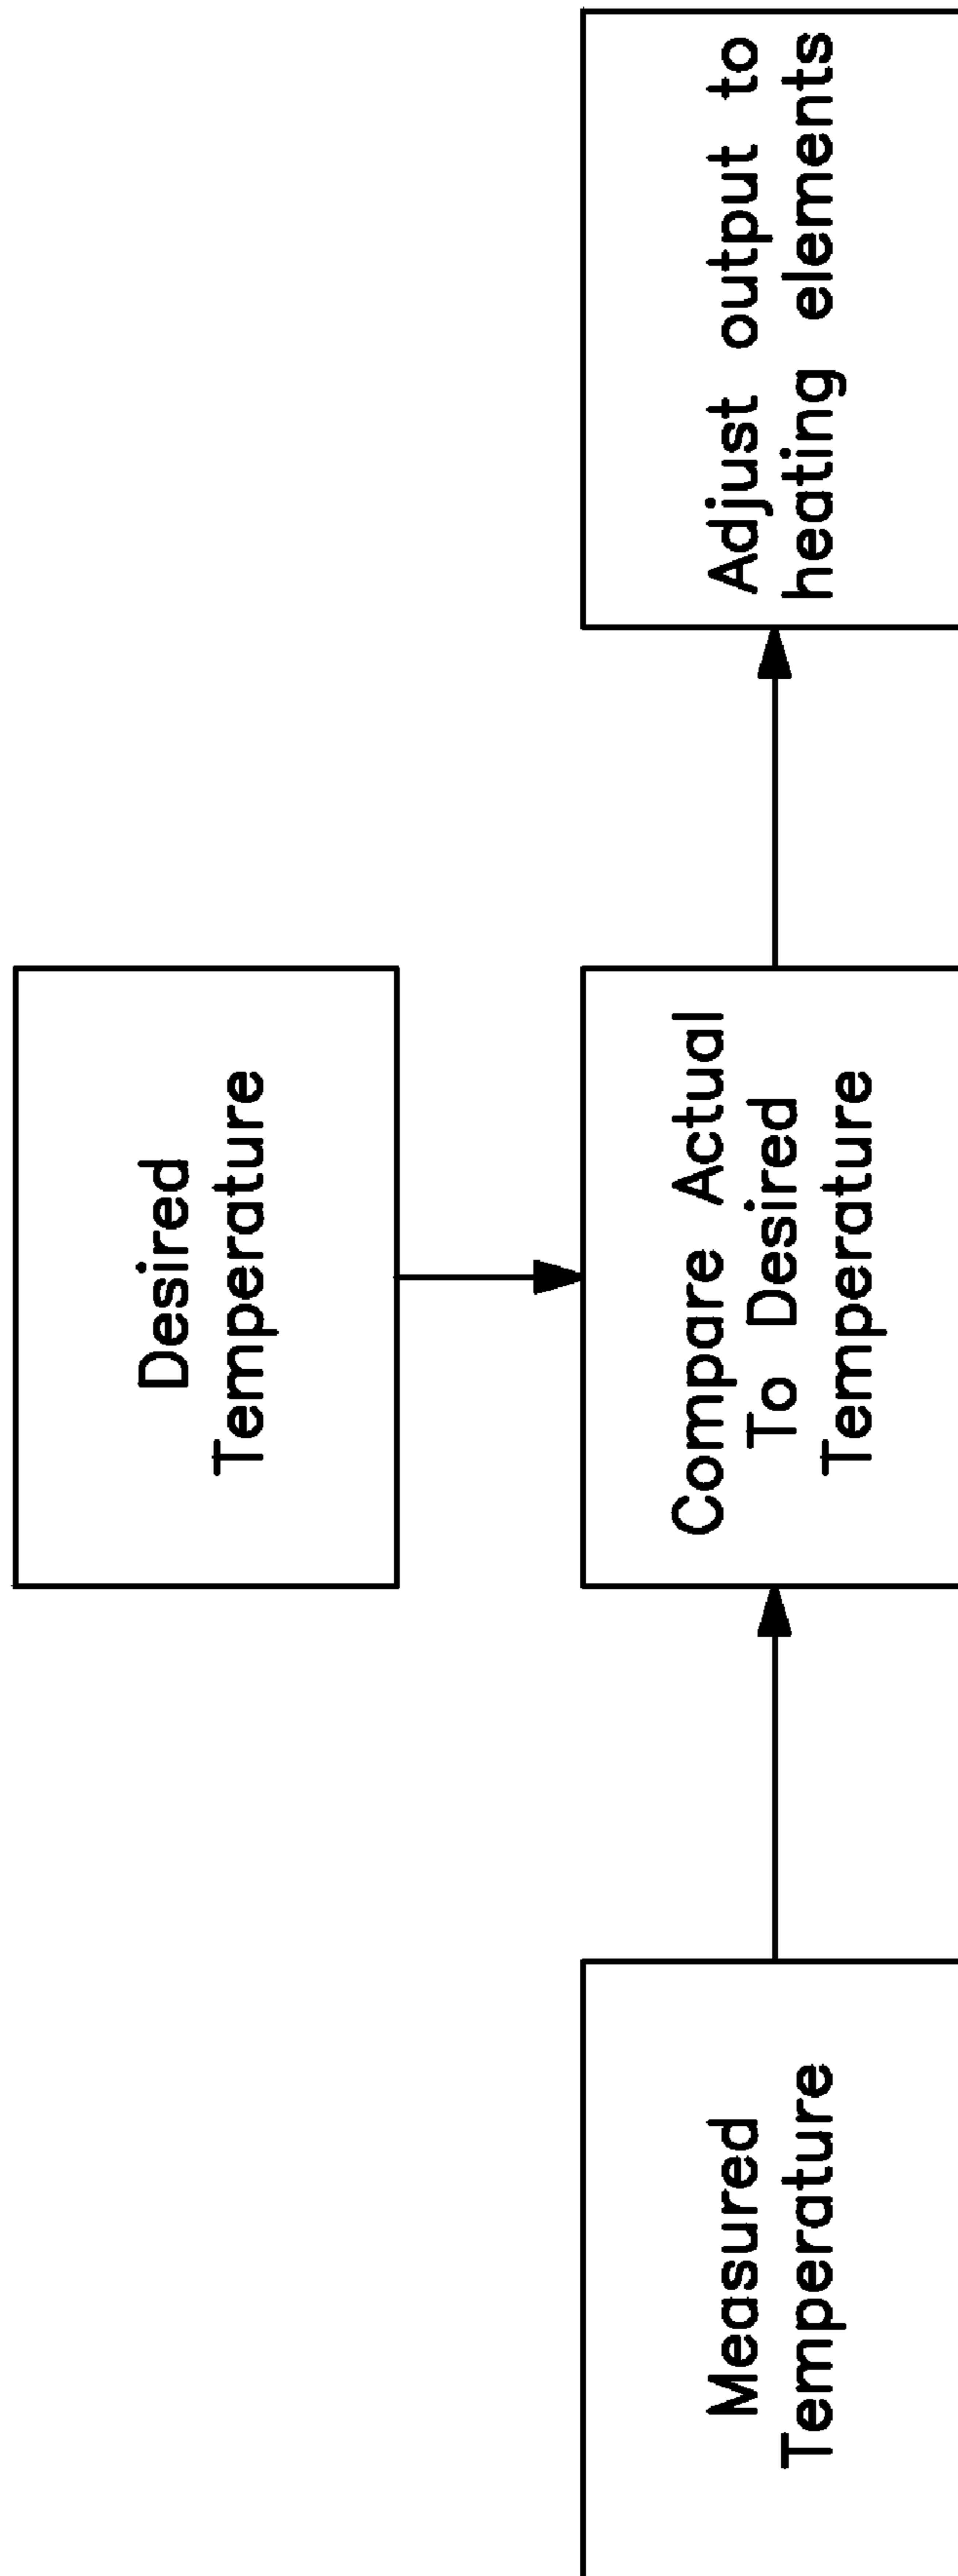 Desired
Temperature
Measured
Temperature
Compare Actual
To Desired
Temperature
Adjust output to
heating elements